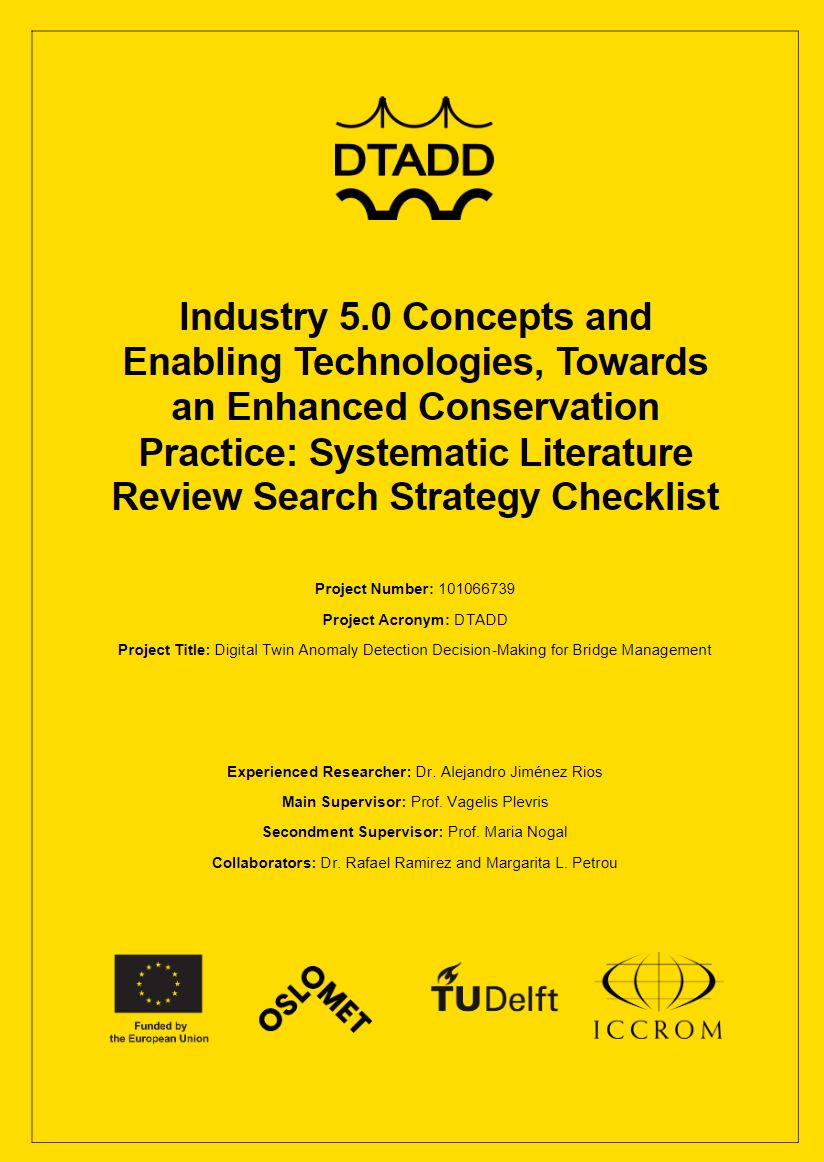 DTADD
Industry 5.0 Concepts and
Enabling Technologies, Towards
an Enhanced Conservation
Practice: Systematic Literature
Review Search Strategy Checklist
Project Number: 101066739
Project Acronym: DTADD
Project Title: Digital Twin Anomaly Detection Decision-Making for Bridge Management
Experienced Researcher: Dr. Alejandro Jiménez Rios
Main Supervisor: Prof. Vagelis Plevris
Secondment Supervisor: Prof. Maria Nogal
Collaborators: Dr. Rafael Ramirez and Margarita L. Petrou
Funded by
the European Union
OSLOMET
TUDelft
ICCROM